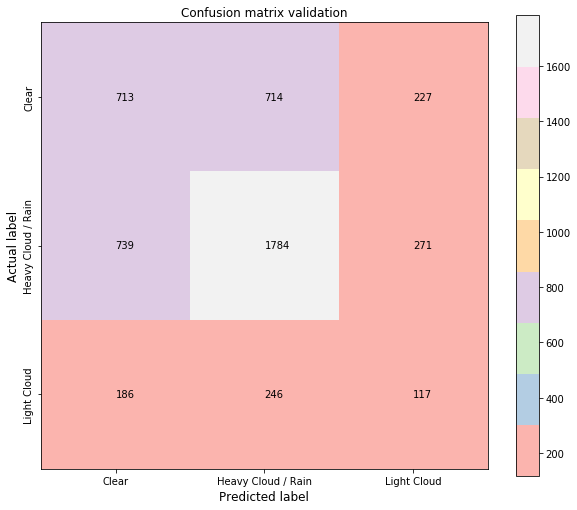 Confusion matrix validation
Actual label
Clear
713 714 227
Heavy Cloud / Rain
739 1784 271
Light Cloud
186 246 117
Clear Heavy Cloud / Rain Light Cloud
Predicted label
1600
1400
1200
1000
800
600
400
200